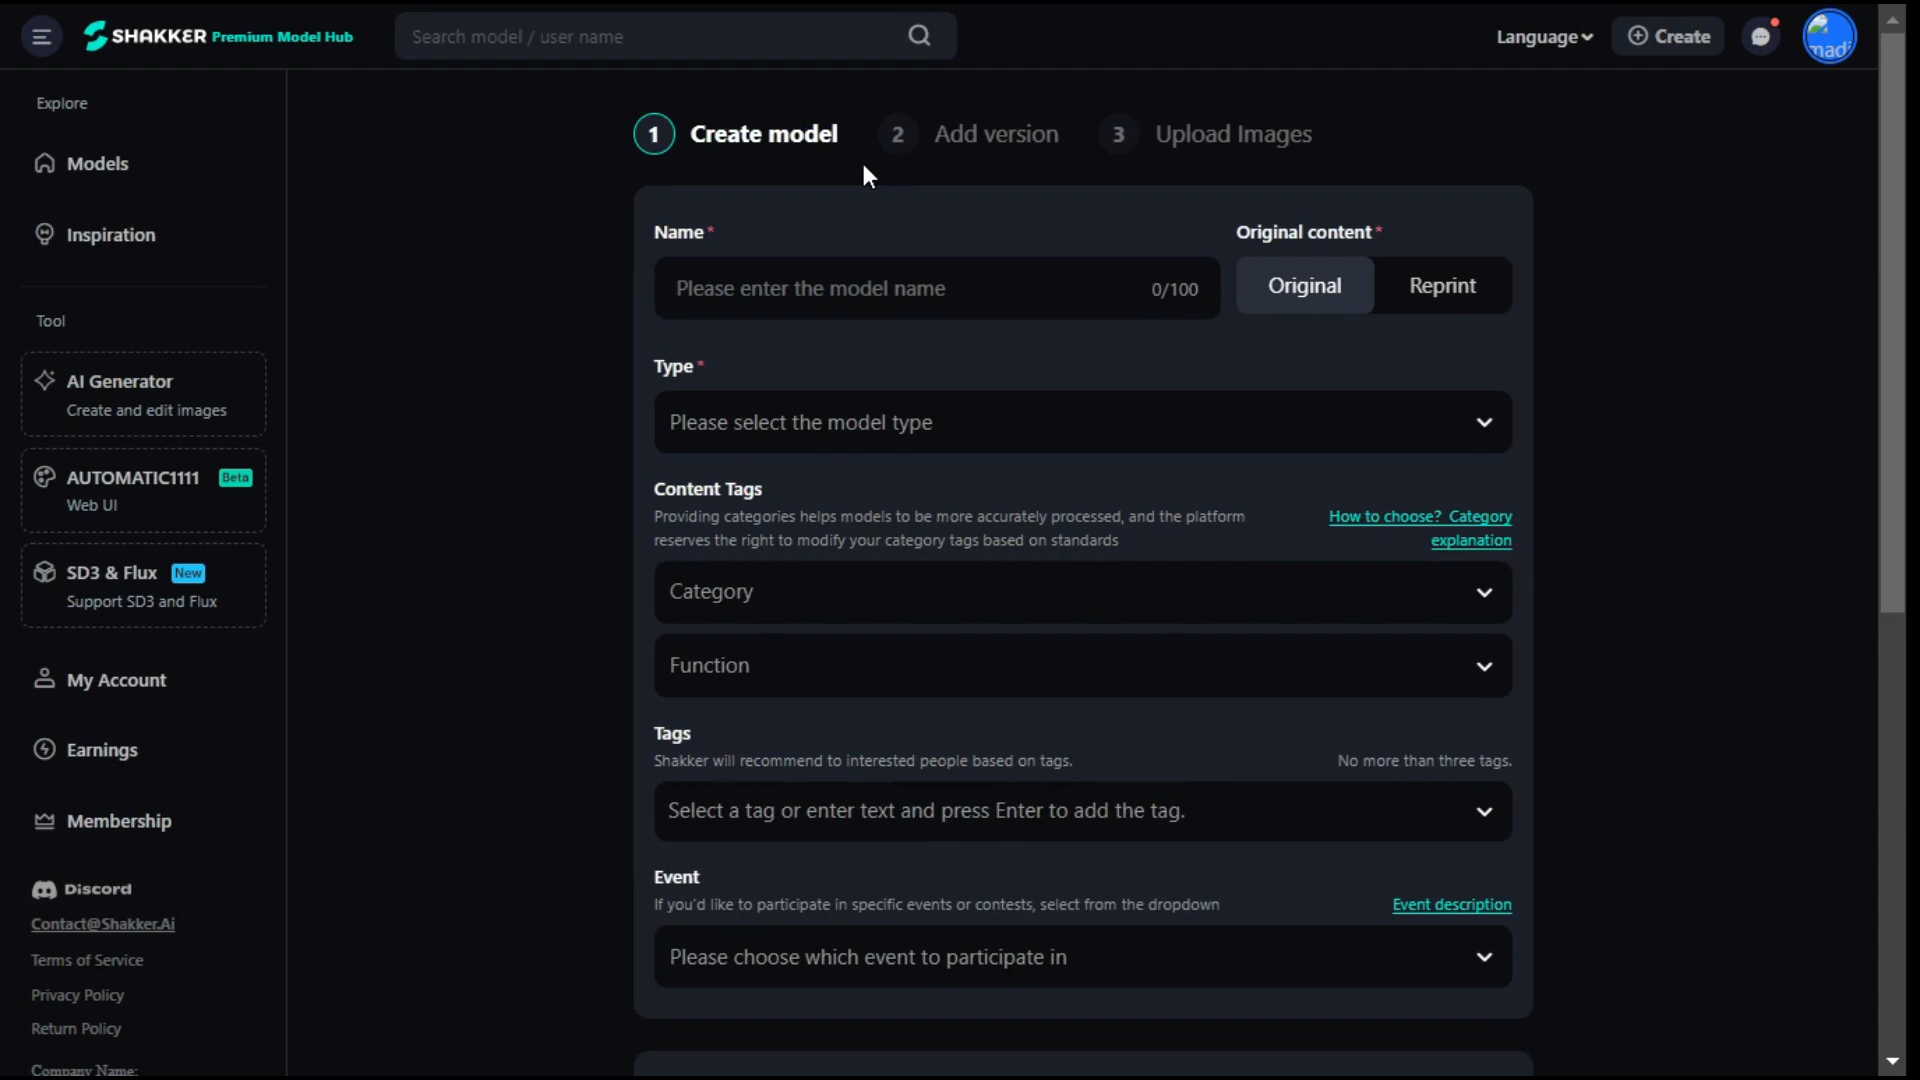 SHAKKER Premium Model Hub
Search model / user name
Language
Create
madi
Explore
Models
Inspiration
Tool
AI Generator
Create and edit images
AUTOMATIC1111 Beta
Web UI
SD3 & Flux New
Support SD3 and Flux
My Account
Earnings
Membership
Discord
Contact@Shakker.Ai
Terms of Service
Privacy Policy
Return Policy
Company Name:
1 Create model 2 Add version 3 Upload Images
Name*
Please enter the model name 0/100
Original content*
Original Reprint
Type*
Please select the model type
Content Tags
Providing categories helps models to be more accurately processed, and the platform
reserves the right to modify your category tags based on standards
How to choose? Category
explanation
Category
Function
Tags
Shakker will recommend to interested people based on tags. No more than three tags.
Select a tag or enter text and press Enter to add the tag.
Event
If you'd like to participate in specific events or contests, select from the dropdown Event description
Please choose which event to participate in